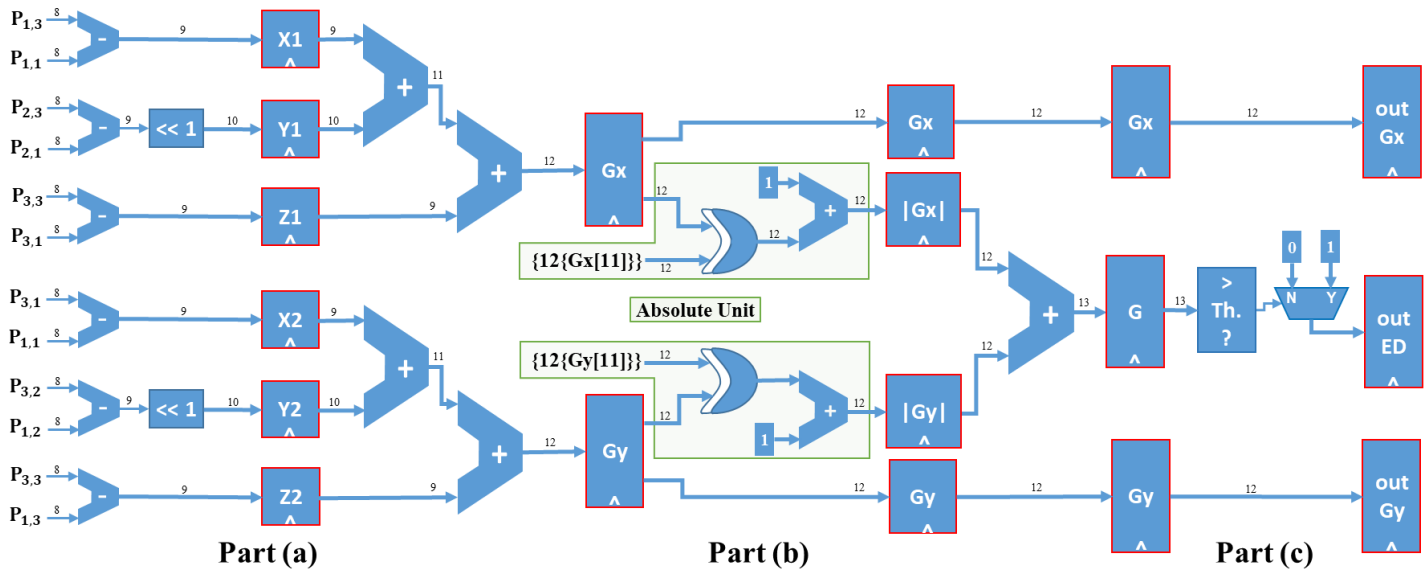 P1,3
8
P1,1
8
-
9
X1
9
P2,3
8
P2,1
8
-
9
<< 1
10
Y1
10
+
11
P3,3
8
P3,1
8
-
9
Z1
9
+
12
Gx
12
Gx
12
Gx
12
out
Gx
12
{12{Gx[11]}}
12
12
1
+
12
|Gx|
12
Absolute Unit
P3,1
8
P1,1
8
-
9
X2
9
P3,2
8
P1,2
8
-
9
<< 1
10
Y2
10
+
11
P3,3
8
P1,3
8
-
9
Z2
9
+
12
Gy
{12{Gy[11]}}
12
12
1
+
12
|Gy|
12
+
13
G
13
>
Th.
?
0
1
N
Y
out
ED
12
Gy
12
Gy
12
out
Gy
Part (a)
Part (b)
Part (c)